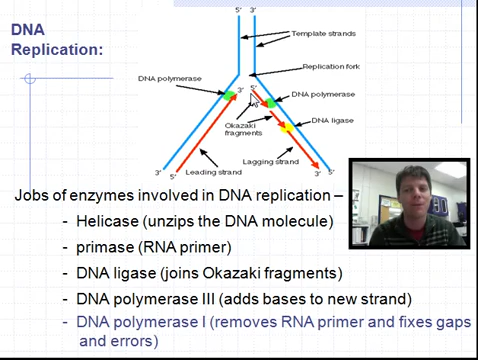 DNA
Replication:
5' 3'
Template strands
Replication fork
DNA polymerase
3' 5'
DNA polymerase
DNA ligase
Okazaki
fragments
Leading strand
Lagging strand
3' 5'
3' 5'
Jobs of enzymes involved in DNA replication –
- Helicase (unzips the DNA molecule)
- primase (RNA primer)
- DNA ligase (joins Okazaki fragments)
- DNA polymerase III (adds bases to new strand)
- DNA polymerase I (removes RNA primer and fixes gaps
and errors)